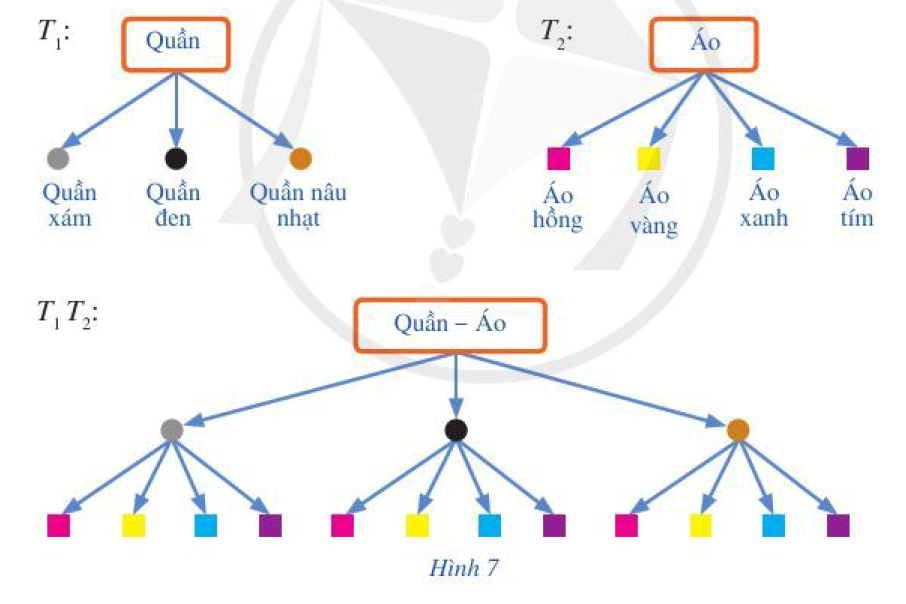 T₁:
Quần
Quần
xám
Quần
đen
Quần nâu
nhạt
T₂:
Áo
Áo
hồng
Áo
vàng
Áo
xanh
Áo
tím
T₁ T₂:
Quần – Áo
Hình 7